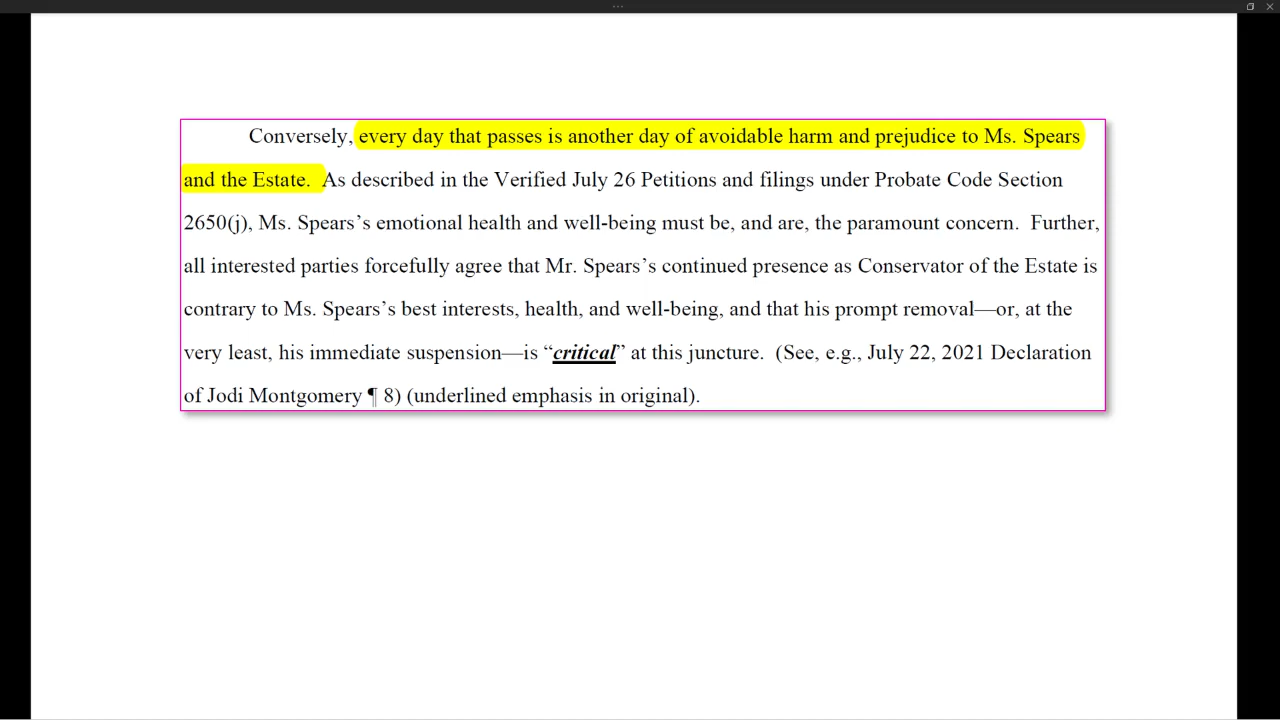 Conversely, every day that passes is another day of avoidable harm and prejudice to Ms. Spears
and the Estate.  As described in the Verified July 26 Petitions and filings under Probate Code Section
2650(j), Ms. Spears’s emotional health and well-being must be, and are, the paramount concern.  Further,
all interested parties forcefully agree that Mr. Spears’s continued presence as Conservator of the Estate is
contrary to Ms. Spears’s best interests, health, and well-being, and that his prompt removal—or, at the
very least, his immediate suspension—is “critical” at this juncture.  (See, e.g., July 22, 2021 Declaration
of Jodi Montgomery ¶ 8) (underlined emphasis in original).